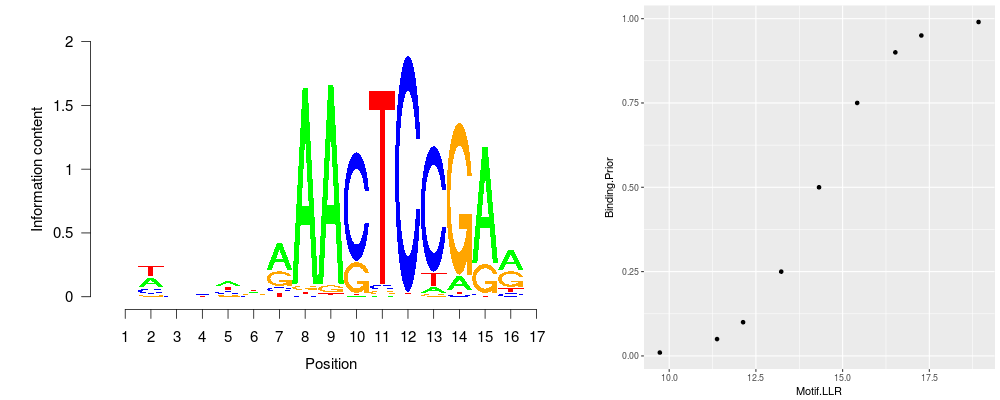 2
1.5
1
0.5
0
Information content
T
A
A
A
G
A
A
C
G
T
C
C
T
A
G
A
A
G
A
G
1 2 3 4 5 6 7 8 9 10 11 12 13 14 15 16 17
Position
1.00
0.75
0.50
0.25
0.00
Binding.Prior
10.0 12.5 15.0 17.5
Motif.LLR